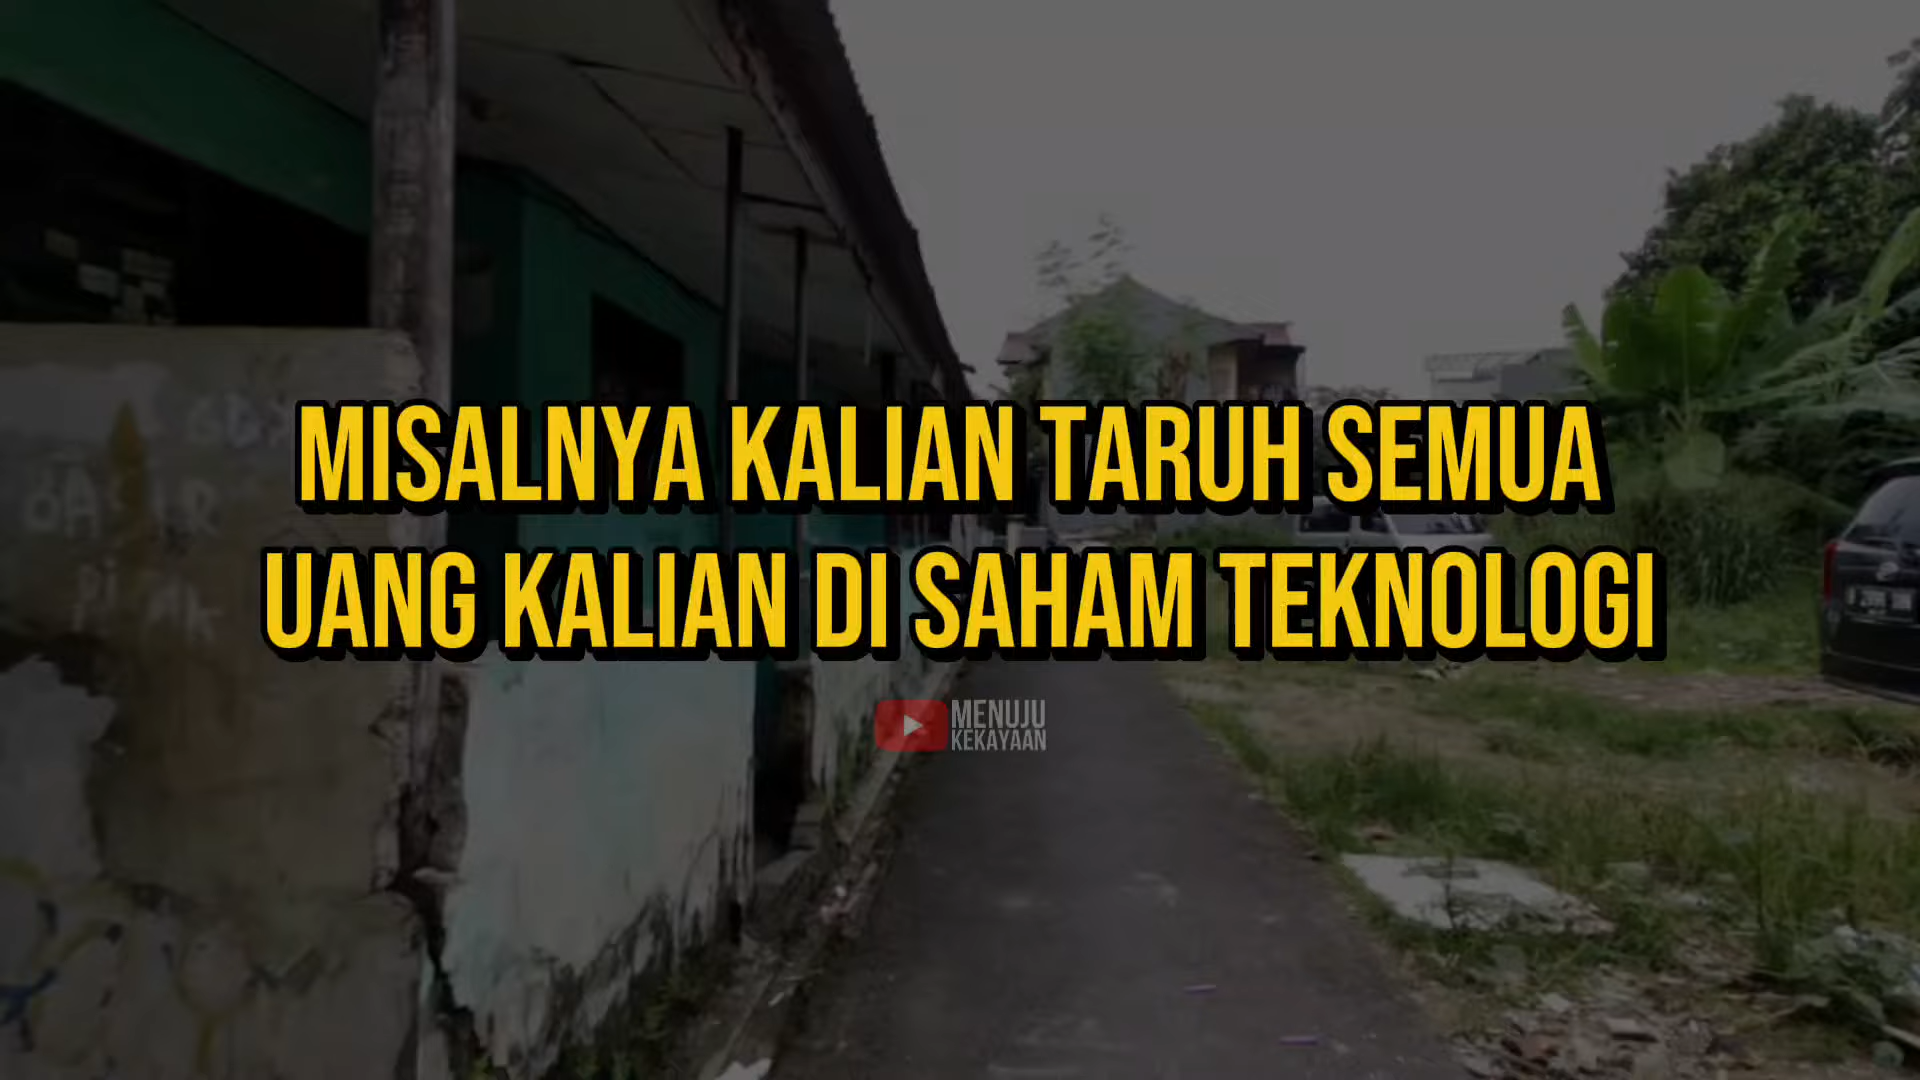 MISALNYA KALIAN TARUH SEMUA
UANG KALIAN DI SAHAM TEKNOLOGI
MENUJU
KEKAYAAN